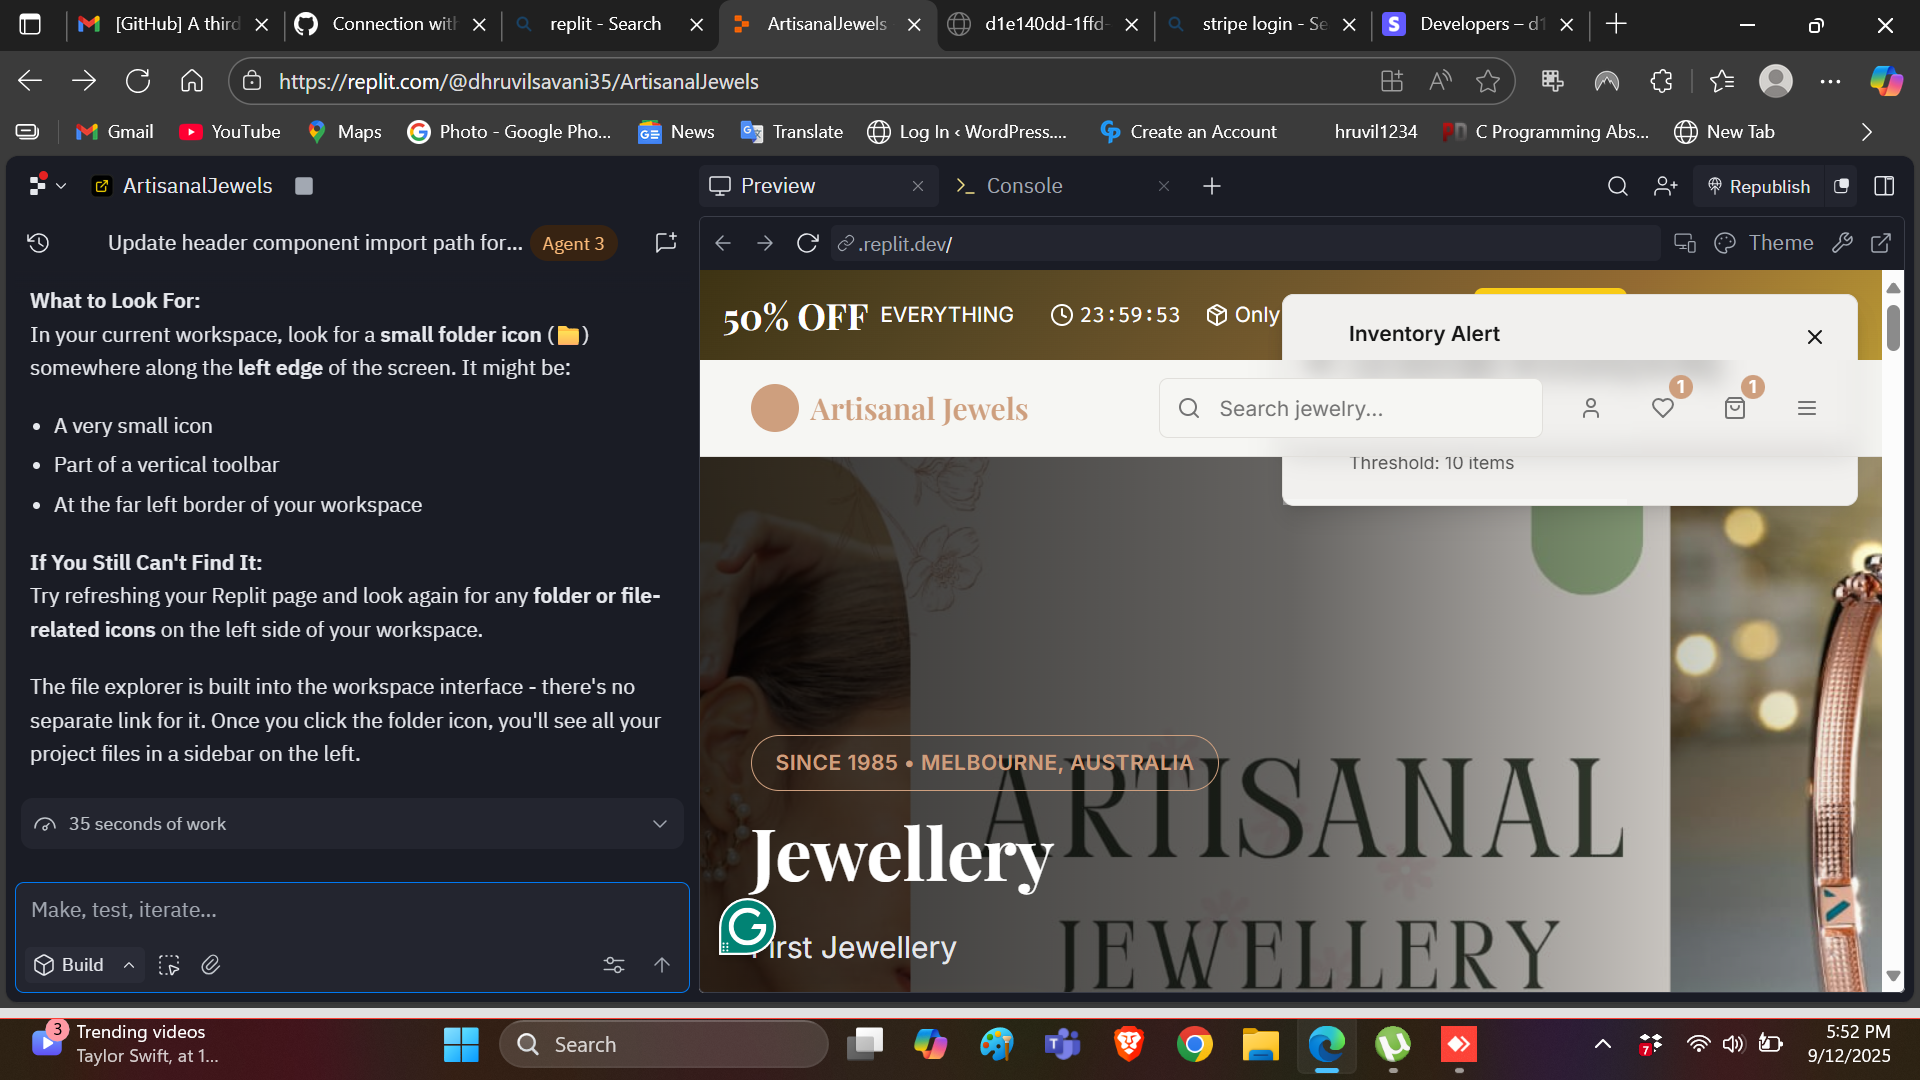 [GitHub] A third
Connection with
replit - Search
ArtisanalJewels
d1e140dd-1ffd-
stripe login - Se
Developers – d1
https://replit.com/@dhruvilsavani35/ArtisanalJewels
Gmail
YouTube
Maps
Photo - Google Pho...
News
Translate
Log In ‹ WordPress....
Create an Account
hruvil1234
C Programming Abs...
New Tab
ArtisanalJewels
Preview
Console
Republish
Update header component import path for...
Agent 3
.replit.dev/
Theme
What to Look For:
In your current workspace, look for a small folder icon (📁)
somewhere along the left edge of the screen. It might be:
• A very small icon
• Part of a vertical toolbar
• At the far left border of your workspace
If You Still Can't Find It:
Try refreshing your Replit page and look again for any folder or file-
related icons on the left side of your workspace.
The file explorer is built into the workspace interface - there's no
separate link for it. Once you click the folder icon, you'll see all your
project files in a sidebar on the left.
35 seconds of work
Make, test, iterate...
Build
50% OFF EVERYTHING
23:59:53
Only
Inventory Alert
Artisanal Jewels
Search jewelry...
1
1
Threshold: 10 items
SINCE 1985 • MELBOURNE, AUSTRALIA
ARTISANAL
JEWELLERY
Jewellery
First Jewellery
3
Trending videos
Taylor Swift, at 1...
Search
7
5:52 PM
9/12/2025